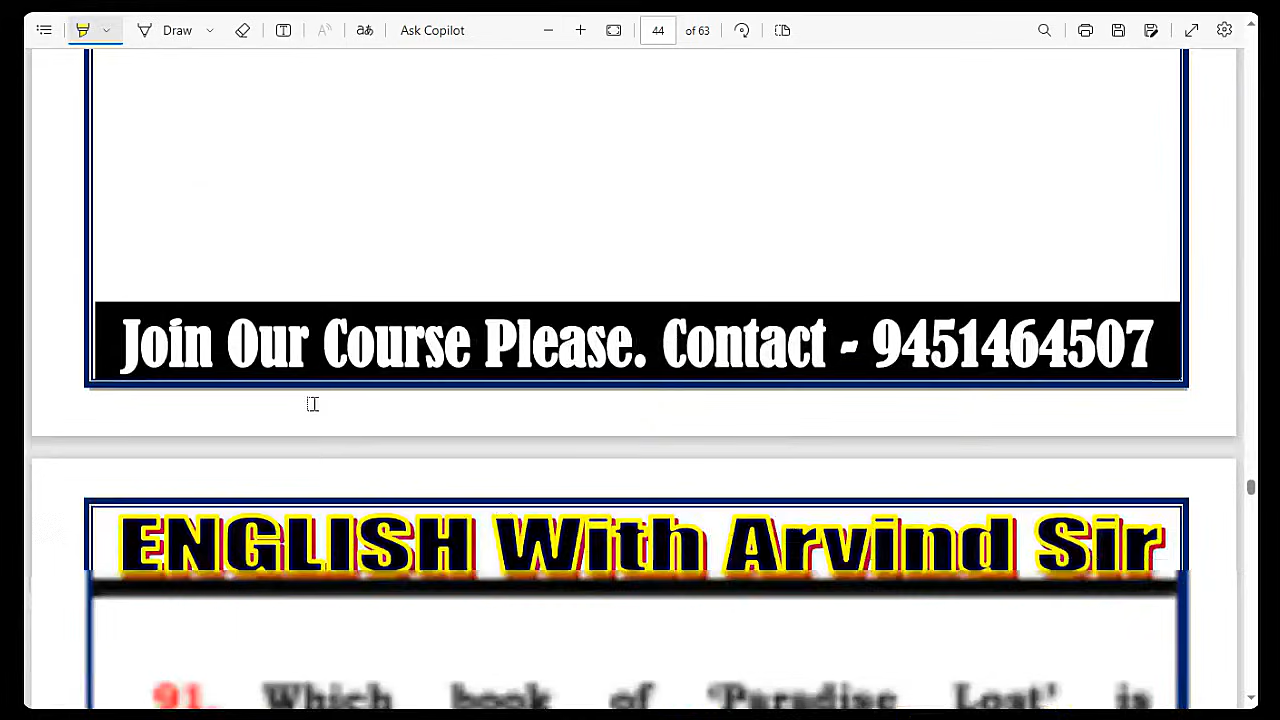 Draw
Ask Copilot
44 of 63
Join Our Course Please. Contact - 9451464507
ENGLISH With Arvind Sir
91. Which book of ‘Paradise Lost’ is